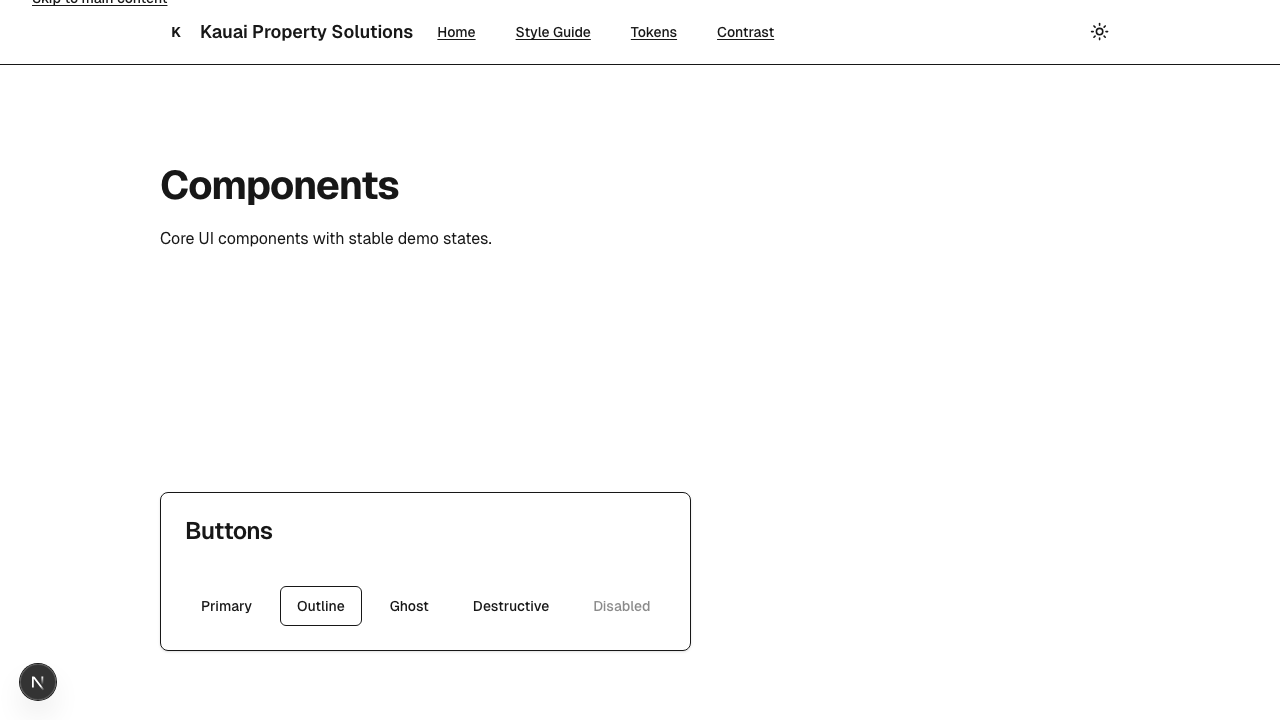 Skip to main content
K Kauai Property Solutions Home Style Guide Tokens Contrast
Components
Core UI components with stable demo states.
Buttons
Primary Outline Ghost Destructive Disabled
N